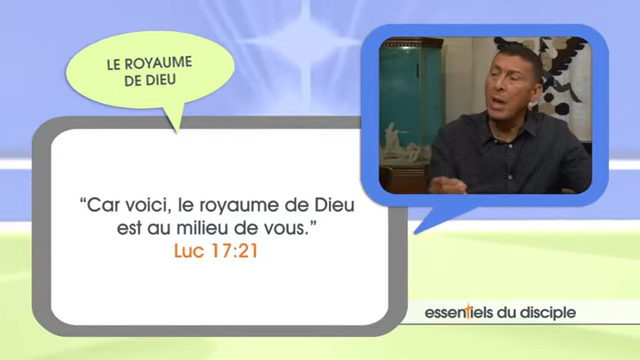 LE ROYAUME
DE DIEU
“Car voici, le royaume de Dieu
est au milieu de vous.”
Luc 17:21
essentiels du disciple